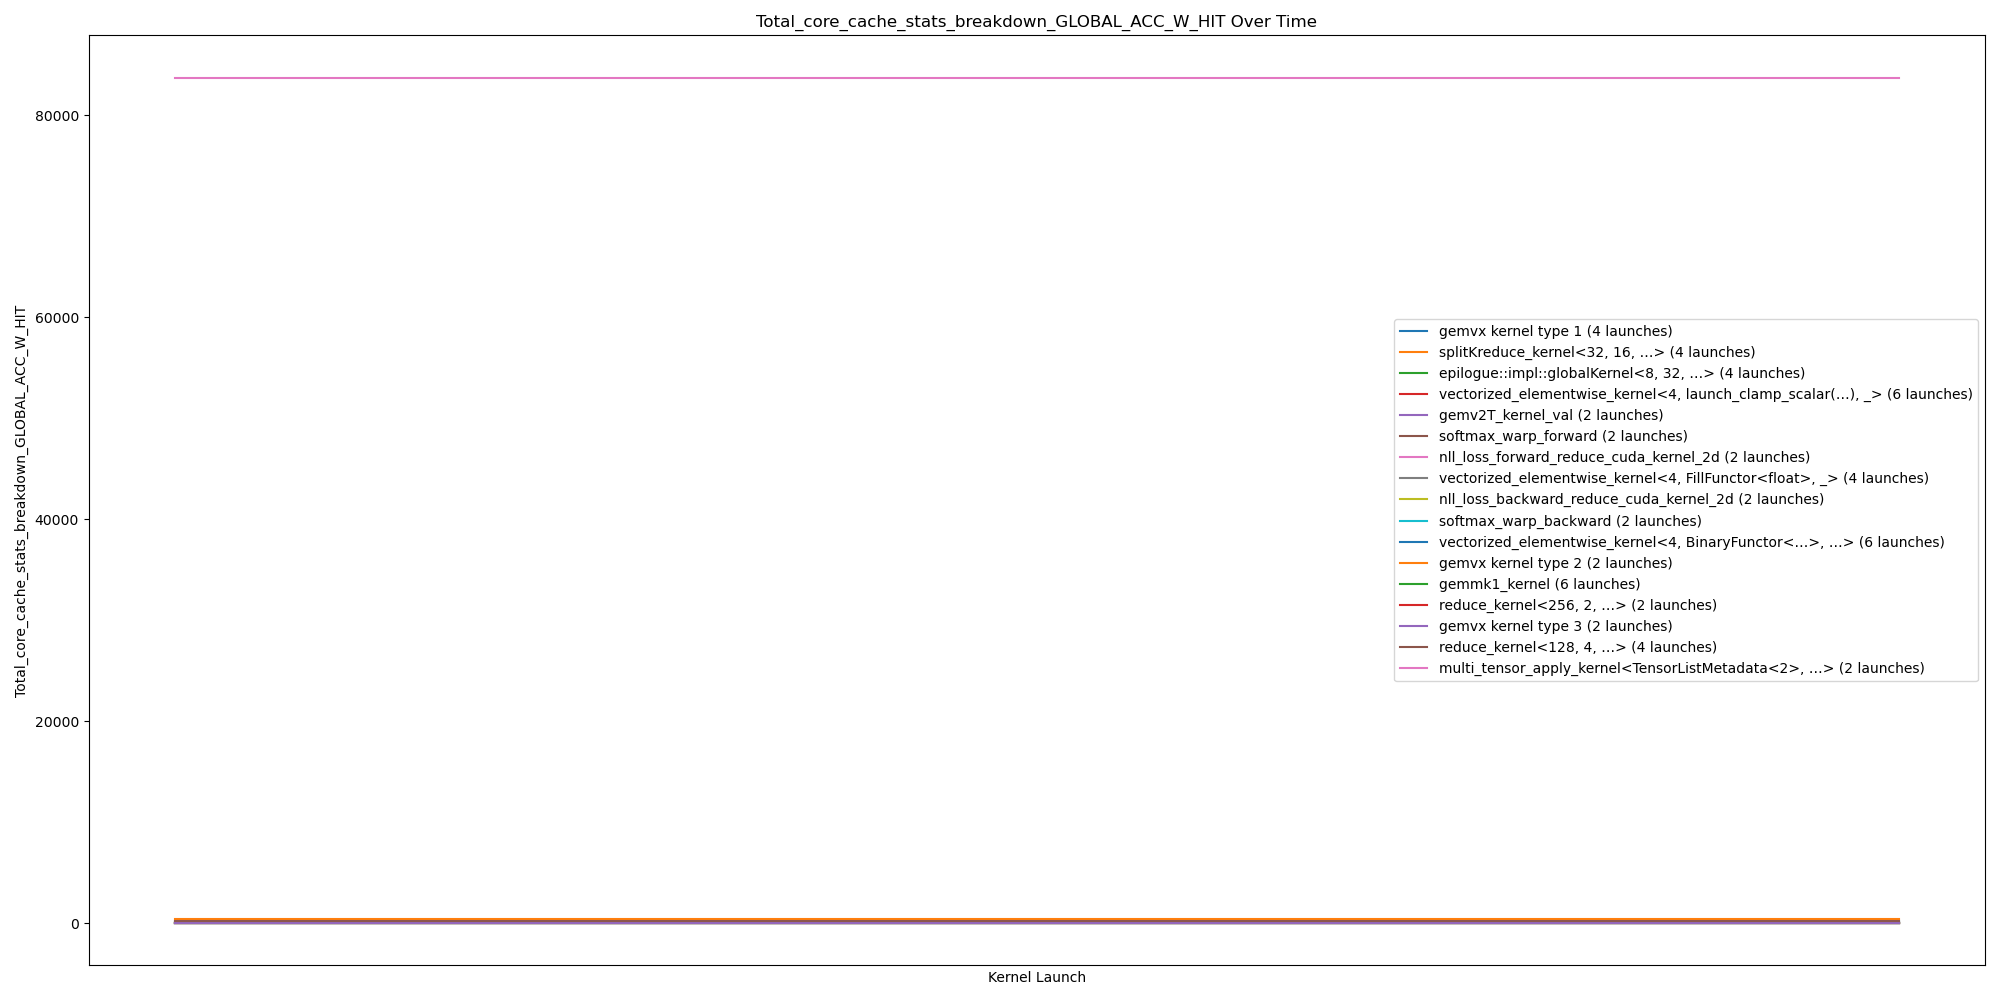 Total_core_cache_stats_breakdown_GLOBAL_ACC_W_HIT Over Time
Total_core_cache_stats_breakdown_GLOBAL_ACC_W_HIT
80000
60000
40000
20000
0
gemvx kernel type 1 (4 launches)
splitKreduce_kernel<32, 16, ...> (4 launches)
epilogue::impl::globalKernel<8, 32, ...> (4 launches)
vectorized_elementwise_kernel<4, launch_clamp_scalar(...), _> (6 launches)
gemv2T_kernel_val (2 launches)
softmax_warp_forward (2 launches)
nll_loss_forward_reduce_cuda_kernel_2d (2 launches)
vectorized_elementwise_kernel<4, FillFunctor<float>, _> (4 launches)
nll_loss_backward_reduce_cuda_kernel_2d (2 launches)
softmax_warp_backward (2 launches)
vectorized_elementwise_kernel<4, BinaryFunctor<...>, ...> (6 launches)
gemvx kernel type 2 (2 launches)
gemmk1_kernel (6 launches)
reduce_kernel<256, 2, ...> (2 launches)
gemvx kernel type 3 (2 launches)
reduce_kernel<128, 4, ...> (4 launches)
multi_tensor_apply_kernel<TensorListMetadata<2>, ...> (2 launches)
Kernel Launch